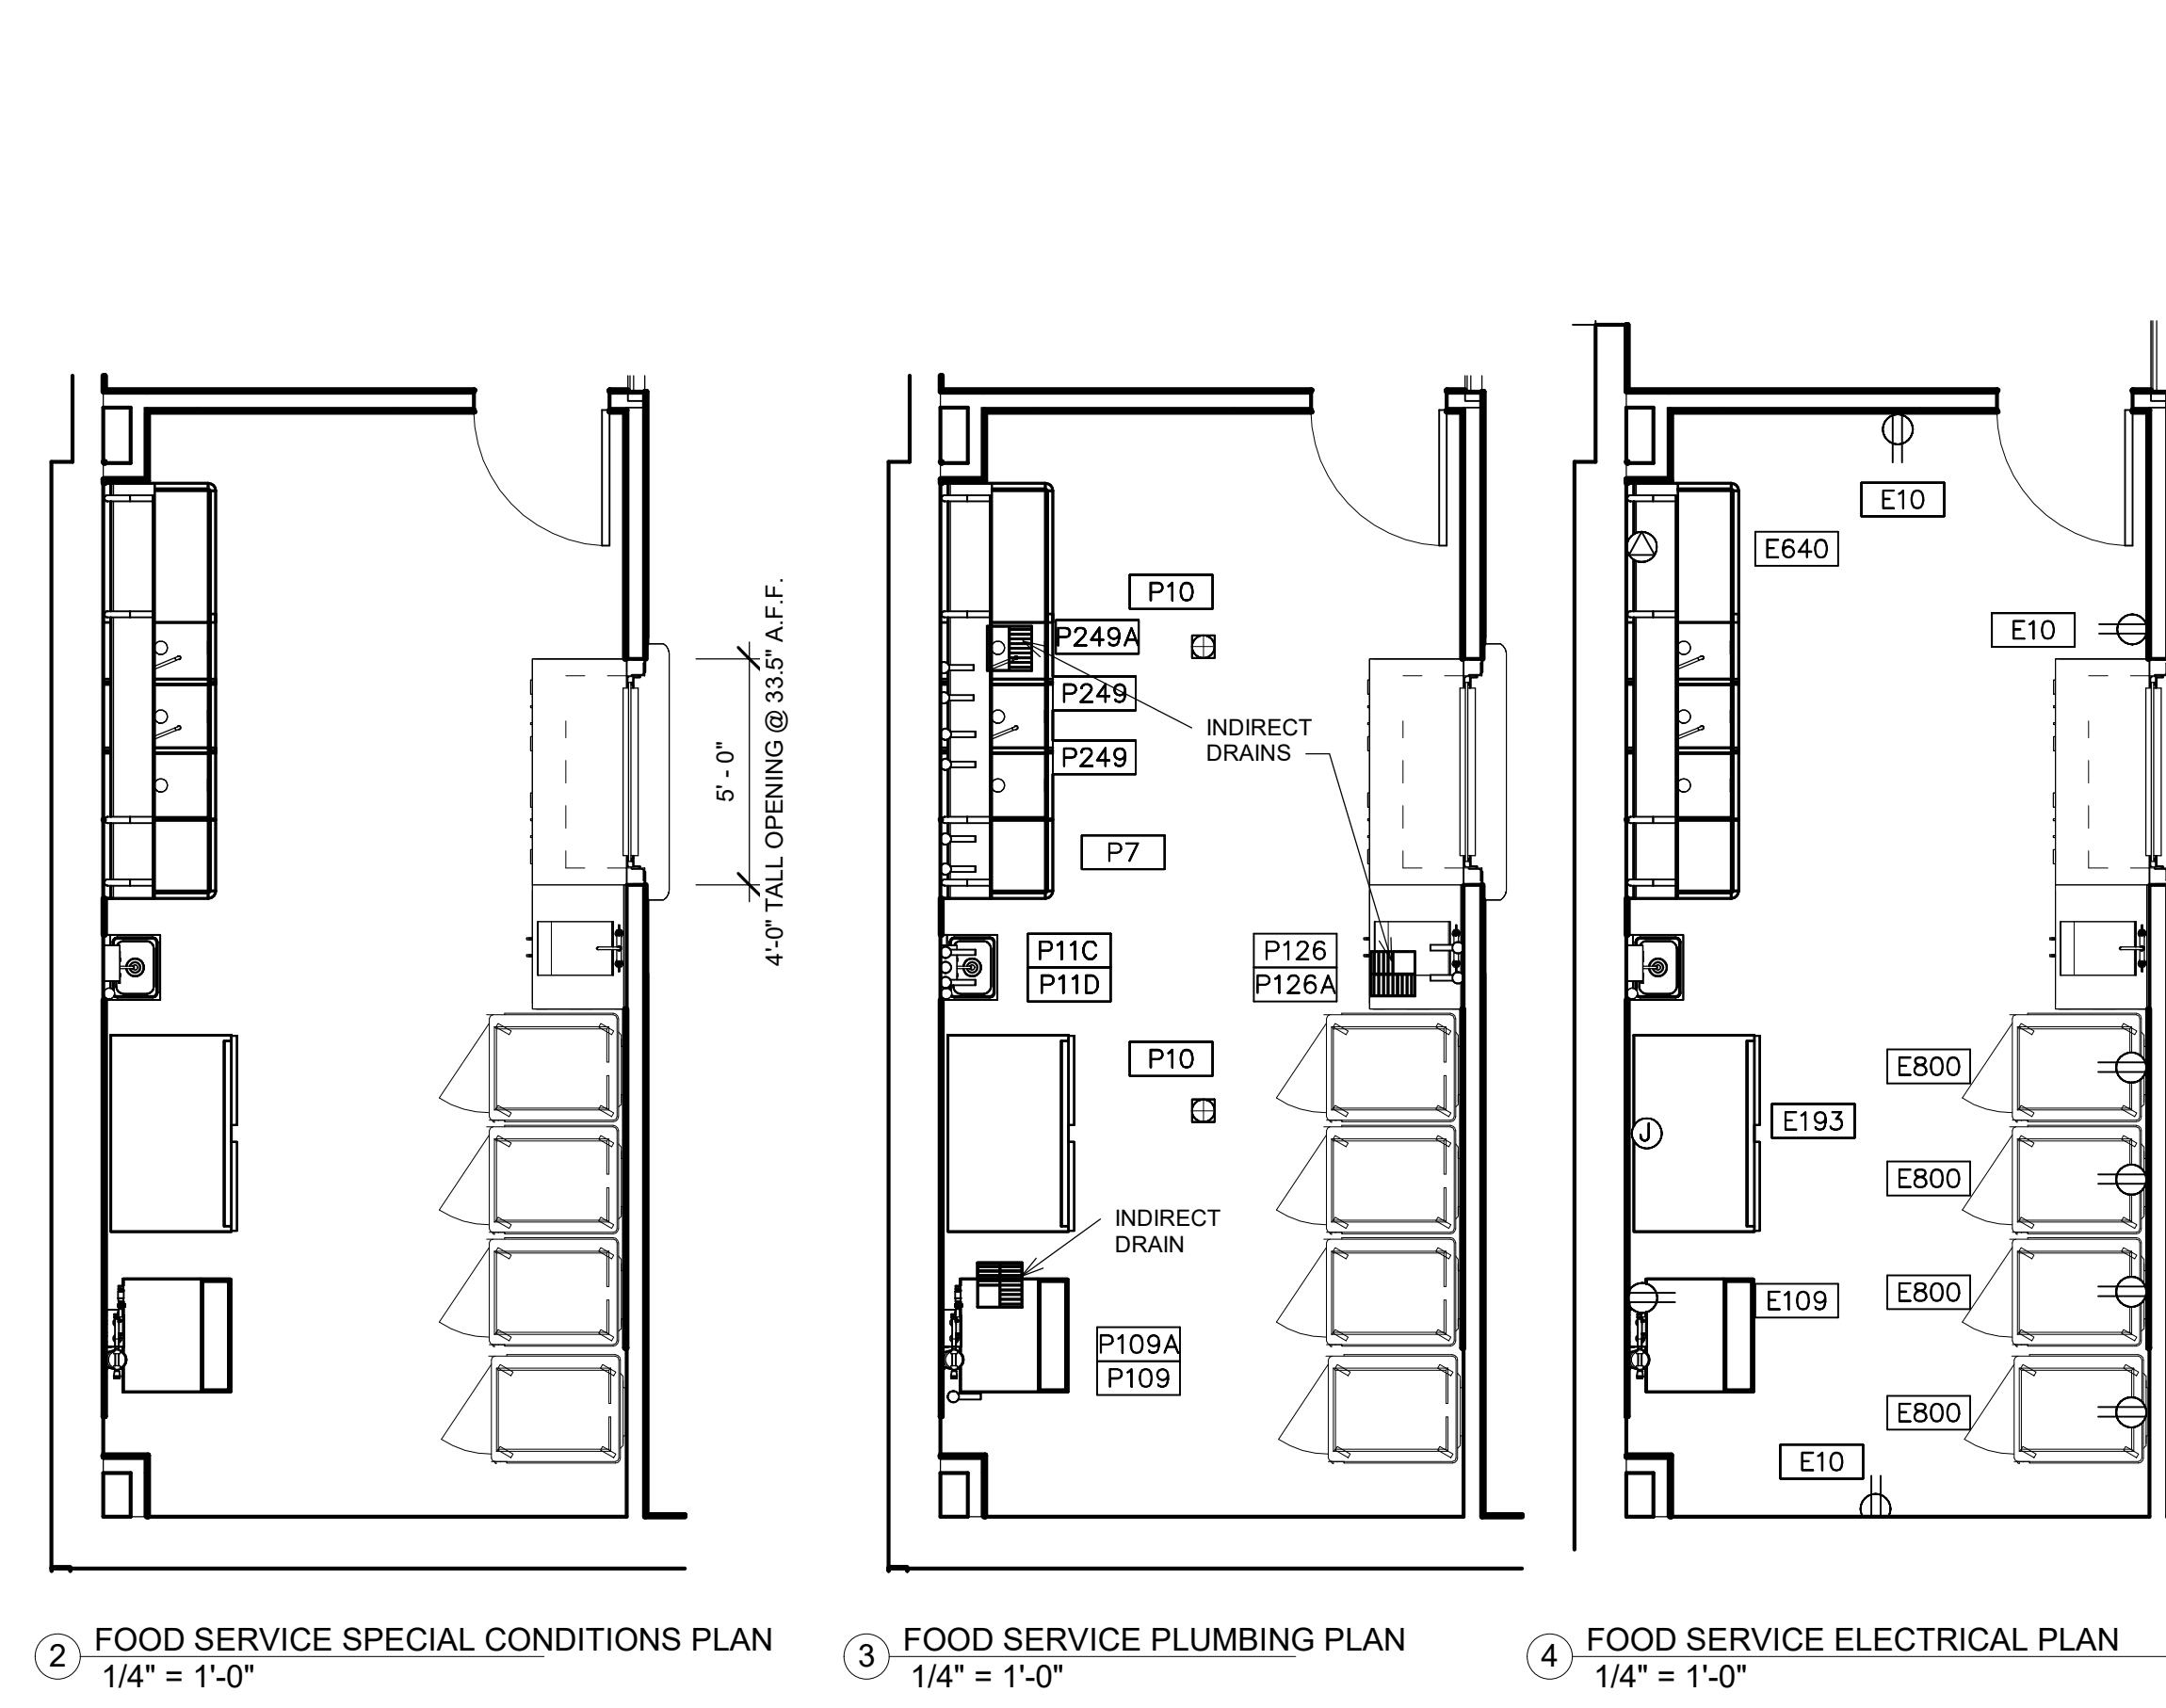 5' - 0"
4'-0" TALL OPENING @ 33.5" A.F.F.
2
FOOD SERVICE SPECIAL CONDITIONS PLAN
1/4" = 1'-0"
P10
P249A
P249
INDIRECT
DRAINS
P249
P7
P11C
P11D
P126
P126A
P10
INDIRECT
DRAIN
P109A
P109
3
FOOD SERVICE PLUMBING PLAN
1/4" = 1'-0"
E10
E640
E10
E800
E193
J
E800
E800
E109
E800
E10
4
FOOD SERVICE ELECTRICAL PLAN
1/4" = 1'-0"